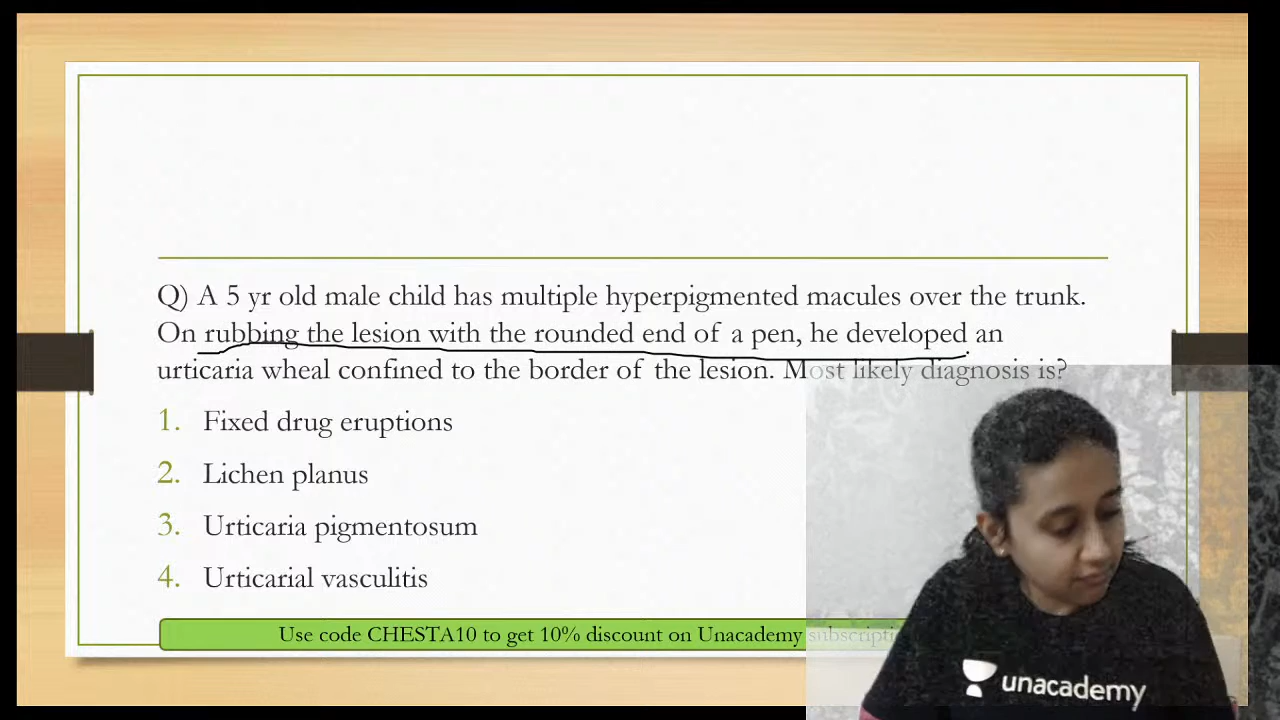 Q) A 5 yr old male child has multiple hyperpigmented macules over the trunk.
On rubbing the lesion with the rounded end of a pen, he developed an
urticaria wheal confined to the border of the lesion. Most likely diagnosis is?
1. Fixed drug eruptions
2. Lichen planus
3. Urticaria pigmentosum
4. Urticarial vasculitis
Use code CHESTA10 to get 10% discount on Unacademy
unacademy